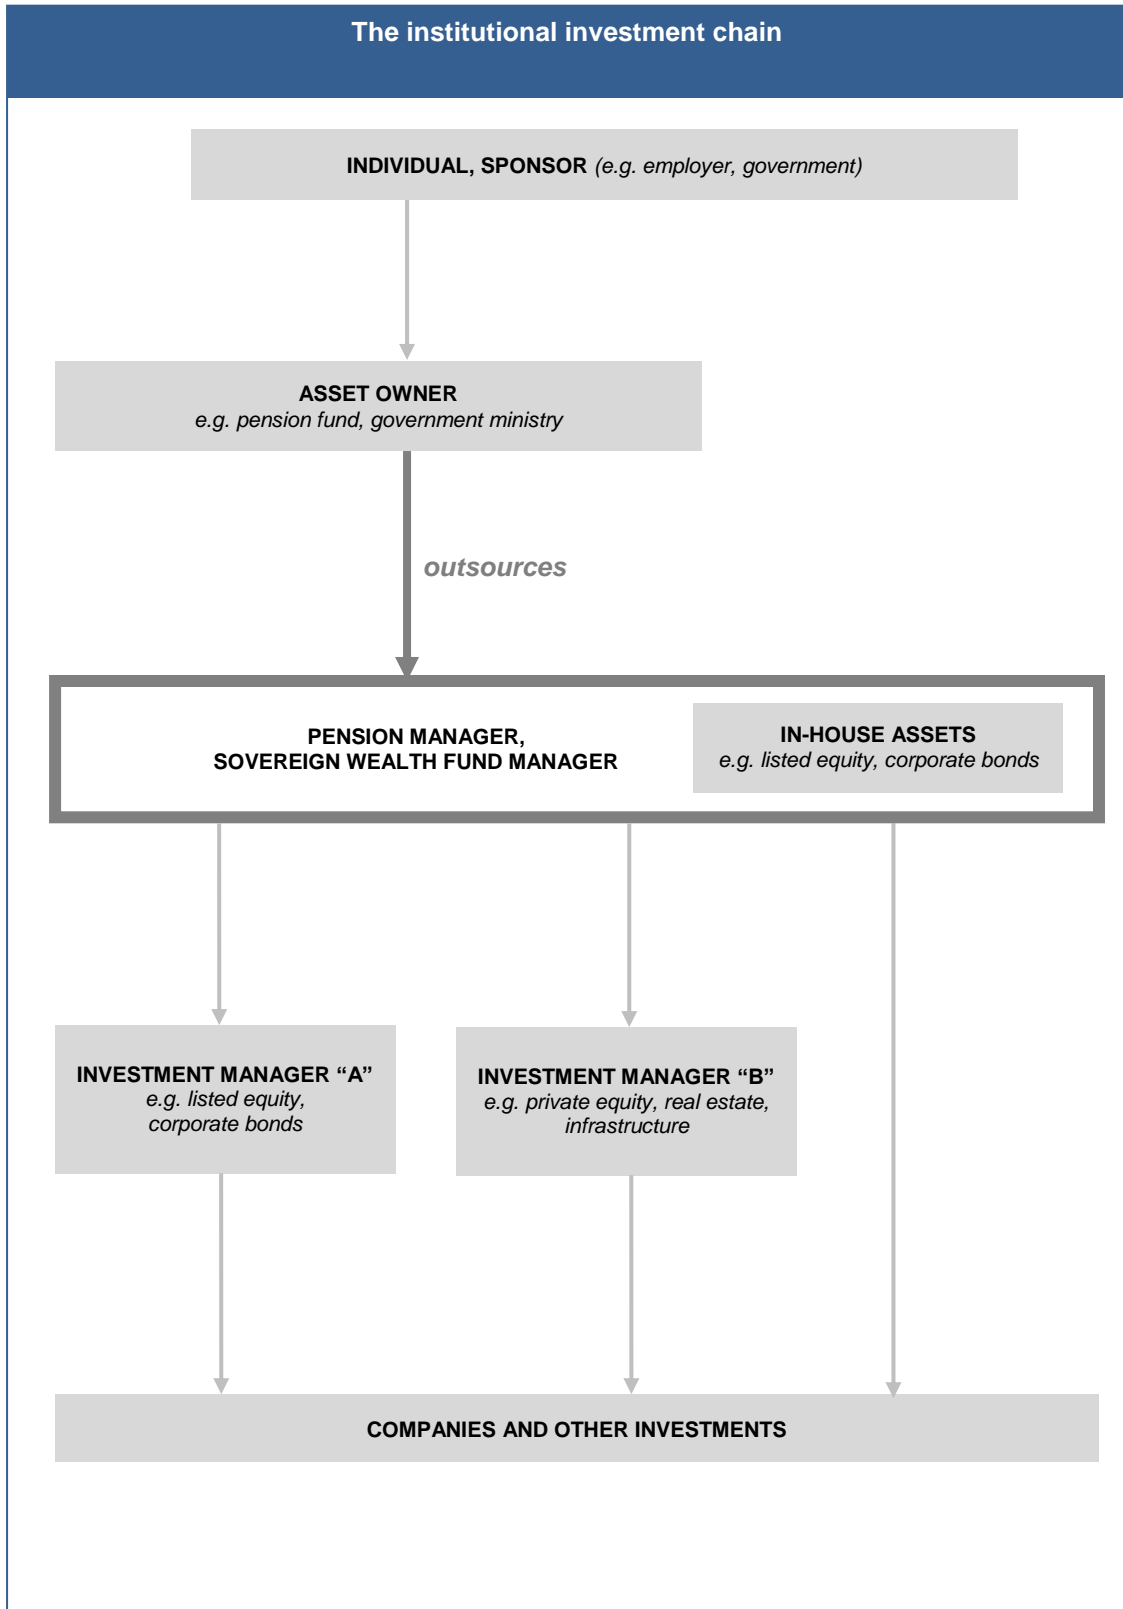 The institutional investment chain
INDIVIDUAL, SPONSOR (e.g. employer, government)
ASSET OWNER
e.g. pension fund, government ministry
outsources
PENSION MANAGER,
SOVEREIGN WEALTH FUND MANAGER
IN-HOUSE ASSETS
e.g. listed equity, corporate bonds
INVESTMENT MANAGER “A”
e.g. listed equity,
corporate bonds
INVESTMENT MANAGER “B”
e.g. private equity, real estate,
infrastructure
COMPANIES AND OTHER INVESTMENTS